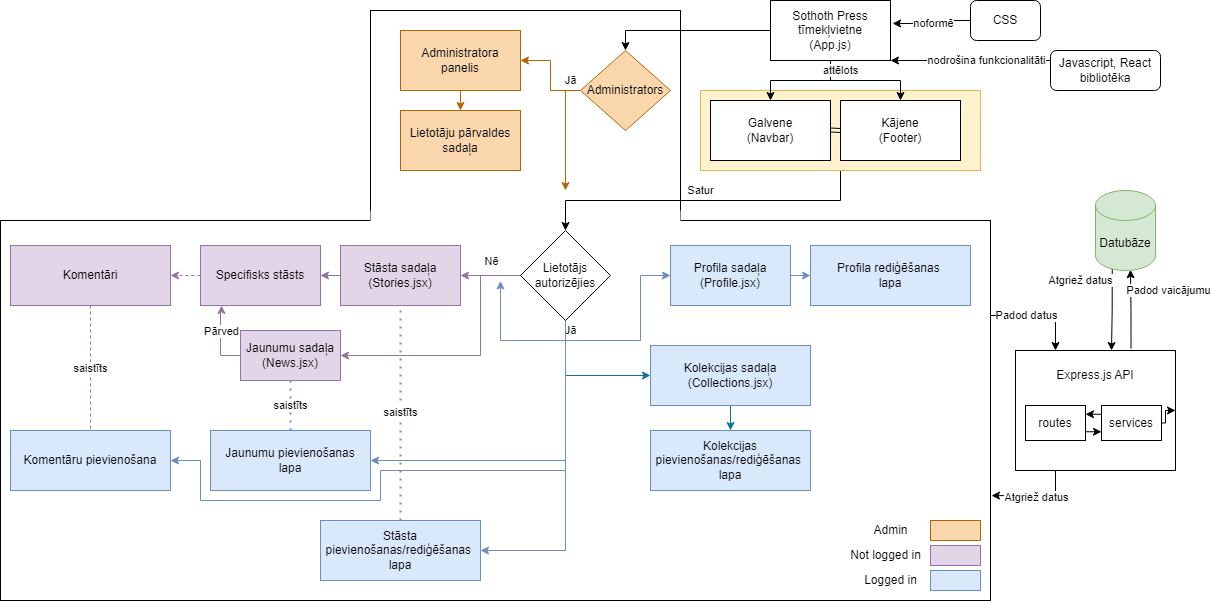 Sothoth Press
tīmekļvietne
(App.js)
noformē
CSS
nodrošina funkcionalitāti
Javascript, React
bibliotēka
attēlots
Administratora
panelis
Jā
Administrators
Lietotāju pārvaldes
sadaļa
Galvene
(Navbar)
Kājene
(Footer)
Satur
Datubāze
Komentāri
Specifisks stāsts
Stāsta sadaļa
(Stories.jsx)
Nē
Lietotājs
autorizējies
Profila sadaļa
(Profile.jsx)
Profila rediģēšanas
lapa
Atgriež datus
Padod vaicājumu
Padod datus
Pārved
Jā
Jaunumu sadaļa
(News.jsx)
saistīts
Kolekcijas sadaļa
(Collections.jsx)
Express.js API
routes
services
saistīts
saistīts
Komentāru pievienošana
Jaunumu pievienošanas
lapa
Kolekcijas
pievienošanas/rediģēšanas
lapa
Atgriež datus
Stāsta
pievienošanas/rediģēšanas
lapa
Admin
Not logged in
Logged in